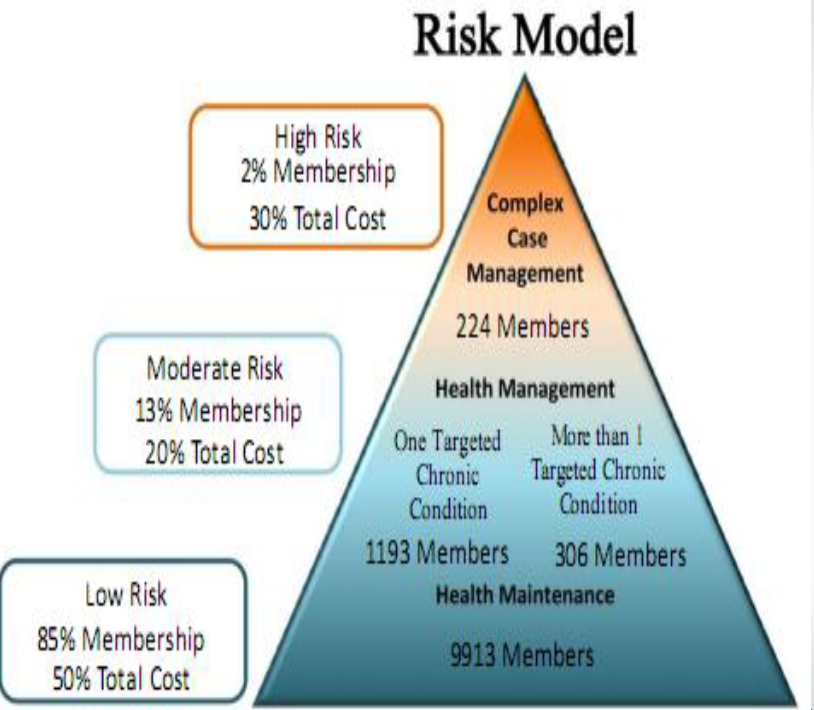 Risk Model
High Risk
2% Membership
30% Total Cost
Complex
Case
Management
224 Members
Moderate Risk
13% Membership
20% Total Cost
Health Management
One Targeted
Chronic
Condition
1193 Members
More than 1
Targeted Chronic
Condition
306 Members
Low Risk
85% Membership
50% Total Cost
Health Maintenance
9913 Members